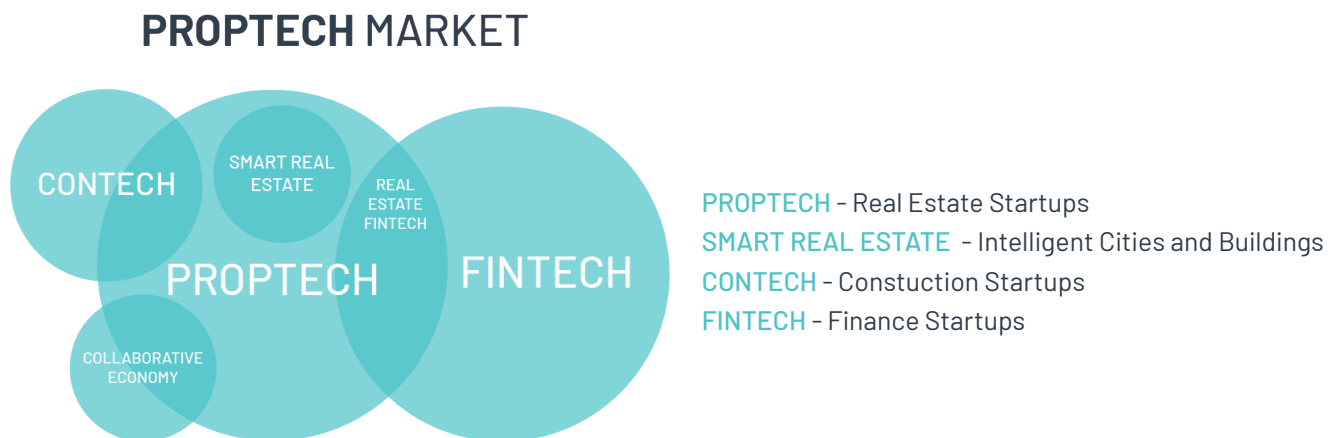 PROPTECH MARKET
CONTECH
SMART REAL
ESTATE
REAL
ESTATE
FINTECH
PROPTECH
FINTECH
COLLABORATIVE
ECONOMY
PROPTECH - Real Estate Startups
SMART REAL ESTATE - Intelligent Cities and Buildings
CONTECH - Constuction Startups
FINTECH - Finance Startups